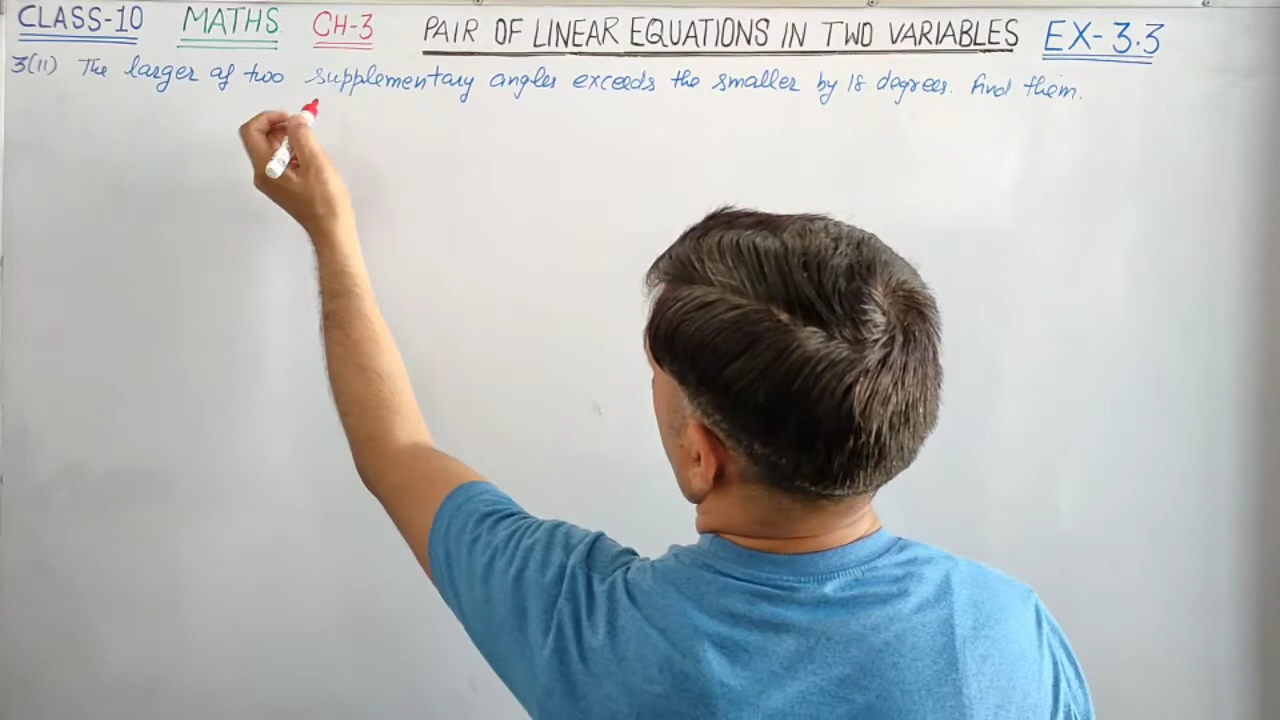 CLASS-10 MATHS CH-3 PAIR OF LINEAR EQUATIONS IN TWO VARIABLES EX-3.3
3(11) The larger of two supplementary angles exceeds the smaller by 18 degrees. find them.